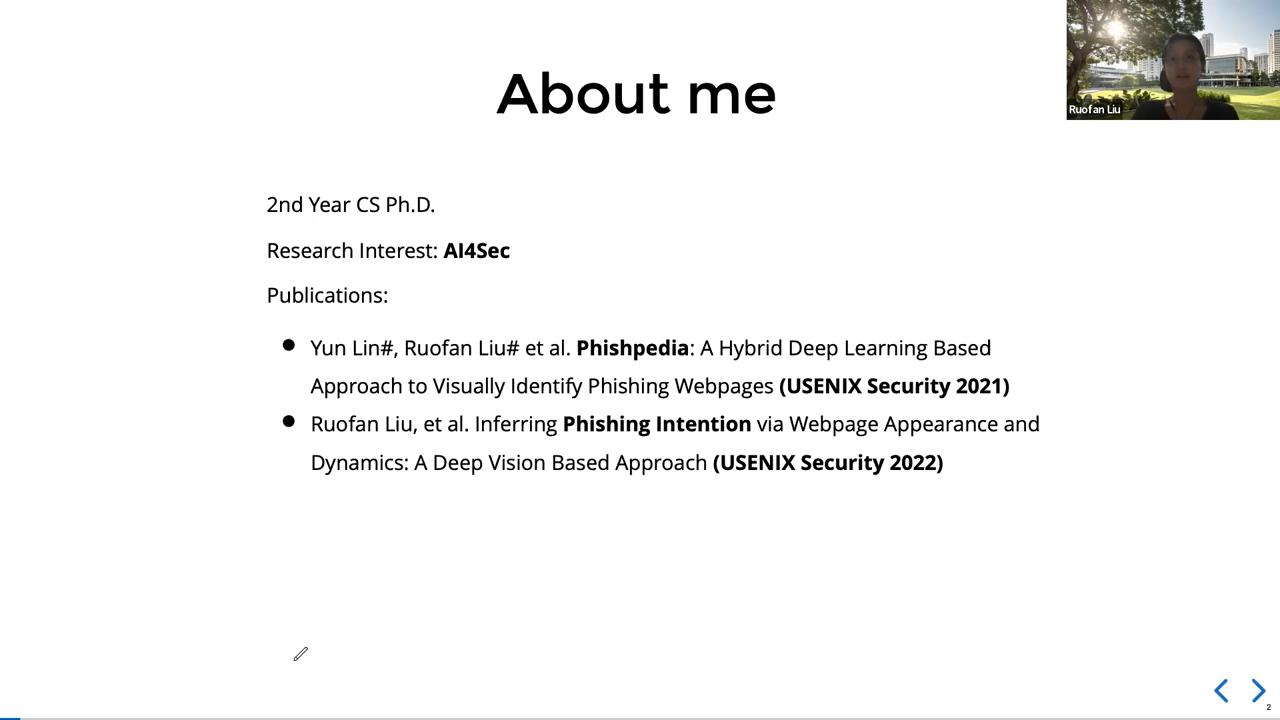 About me
Ruofan Liu
2nd Year CS Ph.D.
Research Interest: AI4Sec
Publications:
● Yun Lin#, Ruofan Liu# et al. Phishpedia: A Hybrid Deep Learning Based
Approach to Visually Identify Phishing Webpages (USENIX Security 2021)
● Ruofan Liu, et al. Inferring Phishing Intention via Webpage Appearance and
Dynamics: A Deep Vision Based Approach (USENIX Security 2022)
2